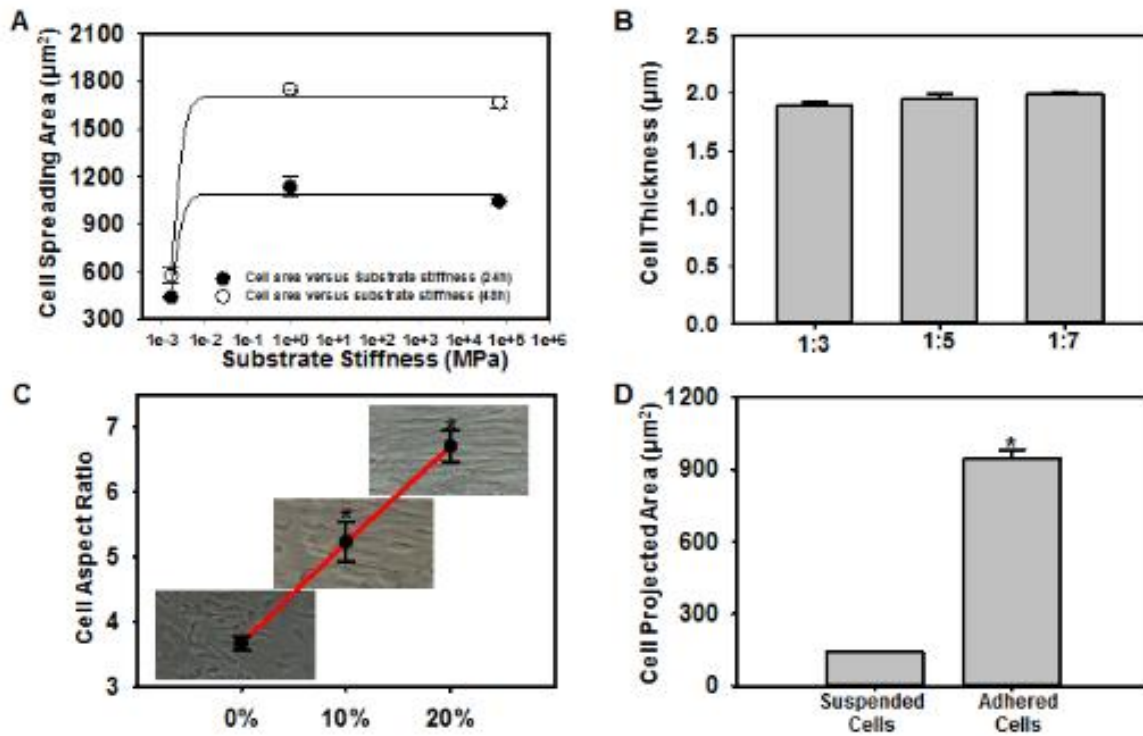 A
Cell Spreading Area (µm²)
2100
1800
1500
1200
900
600
300
Cell area versus Substrate stiffness (24h)
Cell area versus substrate stiffness (48h)
1e-3 1e-2 1e-1 1e+0 1e+1 1e+2 1e+3 1e+4 1e+5 1e+6
Substrate Stiffness (MPa)
B
Cell Thickness (µm)
2.5
2.0
1.5
1.0
0.5
0.0
1:3 1:5 1:7
C
Cell Aspect Ratio
7
6
5
4
3
*
*
0% 10% 20%
D
Cell Projected Area (µm²)
1200
900
600
300
0
*
Suspended Adhered
Cells Cells